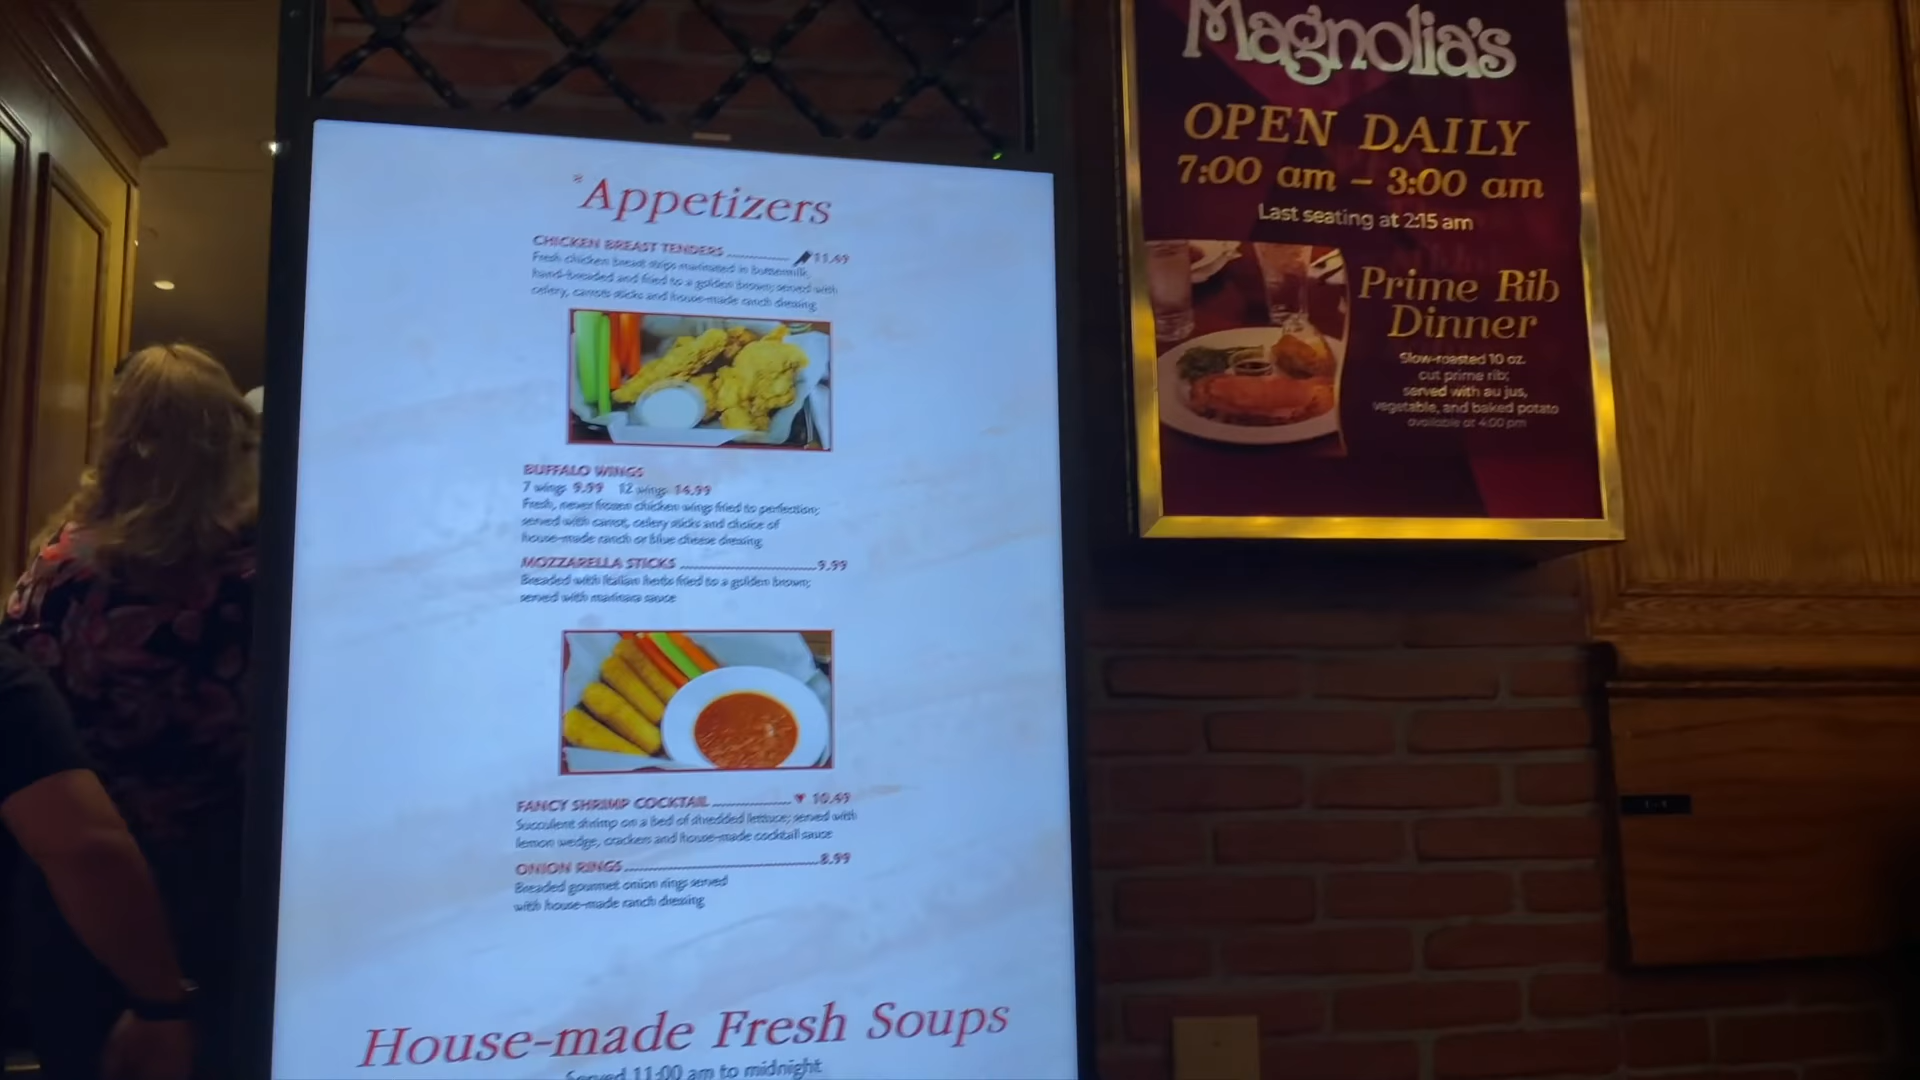 *Appetizers
CHICKEN BREAST TENDERS 11.49
Fresh chicken breast strips marinated in buttermilk,
hand-breaded and fried to a golden brown; served with
celery, carrots sticks and house-made ranch dressing
BUFFALO WINGS
7 wings 9.99 12 wings 14.99
Fresh, never frozen chicken wings fried to perfection;
served with carrot, celery sticks and choice of
house-made ranch or blue cheese dressing
MOZZARELLA STICKS 9.99
Breaded with Italian herbs fried to a golden brown;
served with marinara sauce
FANCY SHRIMP COCKTAIL ♥ 10.49
Succulent shrimp on a bed of shredded lettuce; served with
lemon wedge, crackers and house-made cocktail sauce
ONION RINGS 8.99
Breaded gourmet onion rings served
with house-made ranch dressing
House-made Fresh Soups
Served 11:00 am to midnight
Magnolia's
OPEN DAILY
7:00 am – 3:00 am
Last seating at 2:15 am
Prime Rib
Dinner
Slow-roasted 10 oz.
cut prime rib;
served with au jus,
vegetable, and baked potato
available at 4:00 pm